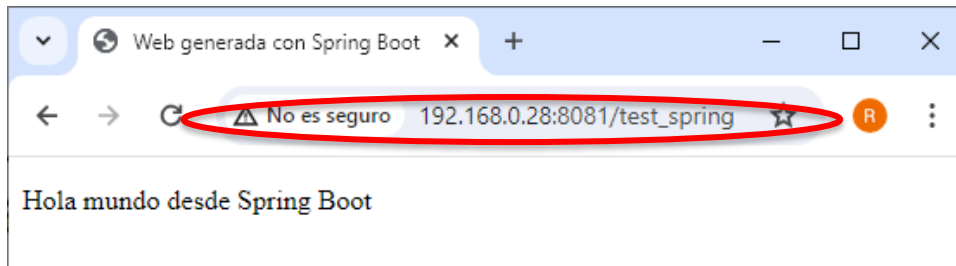 Web generada con Spring Boot
No es seguro 192.168.0.28:8081/test_spring
R
Hola mundo desde Spring Boot